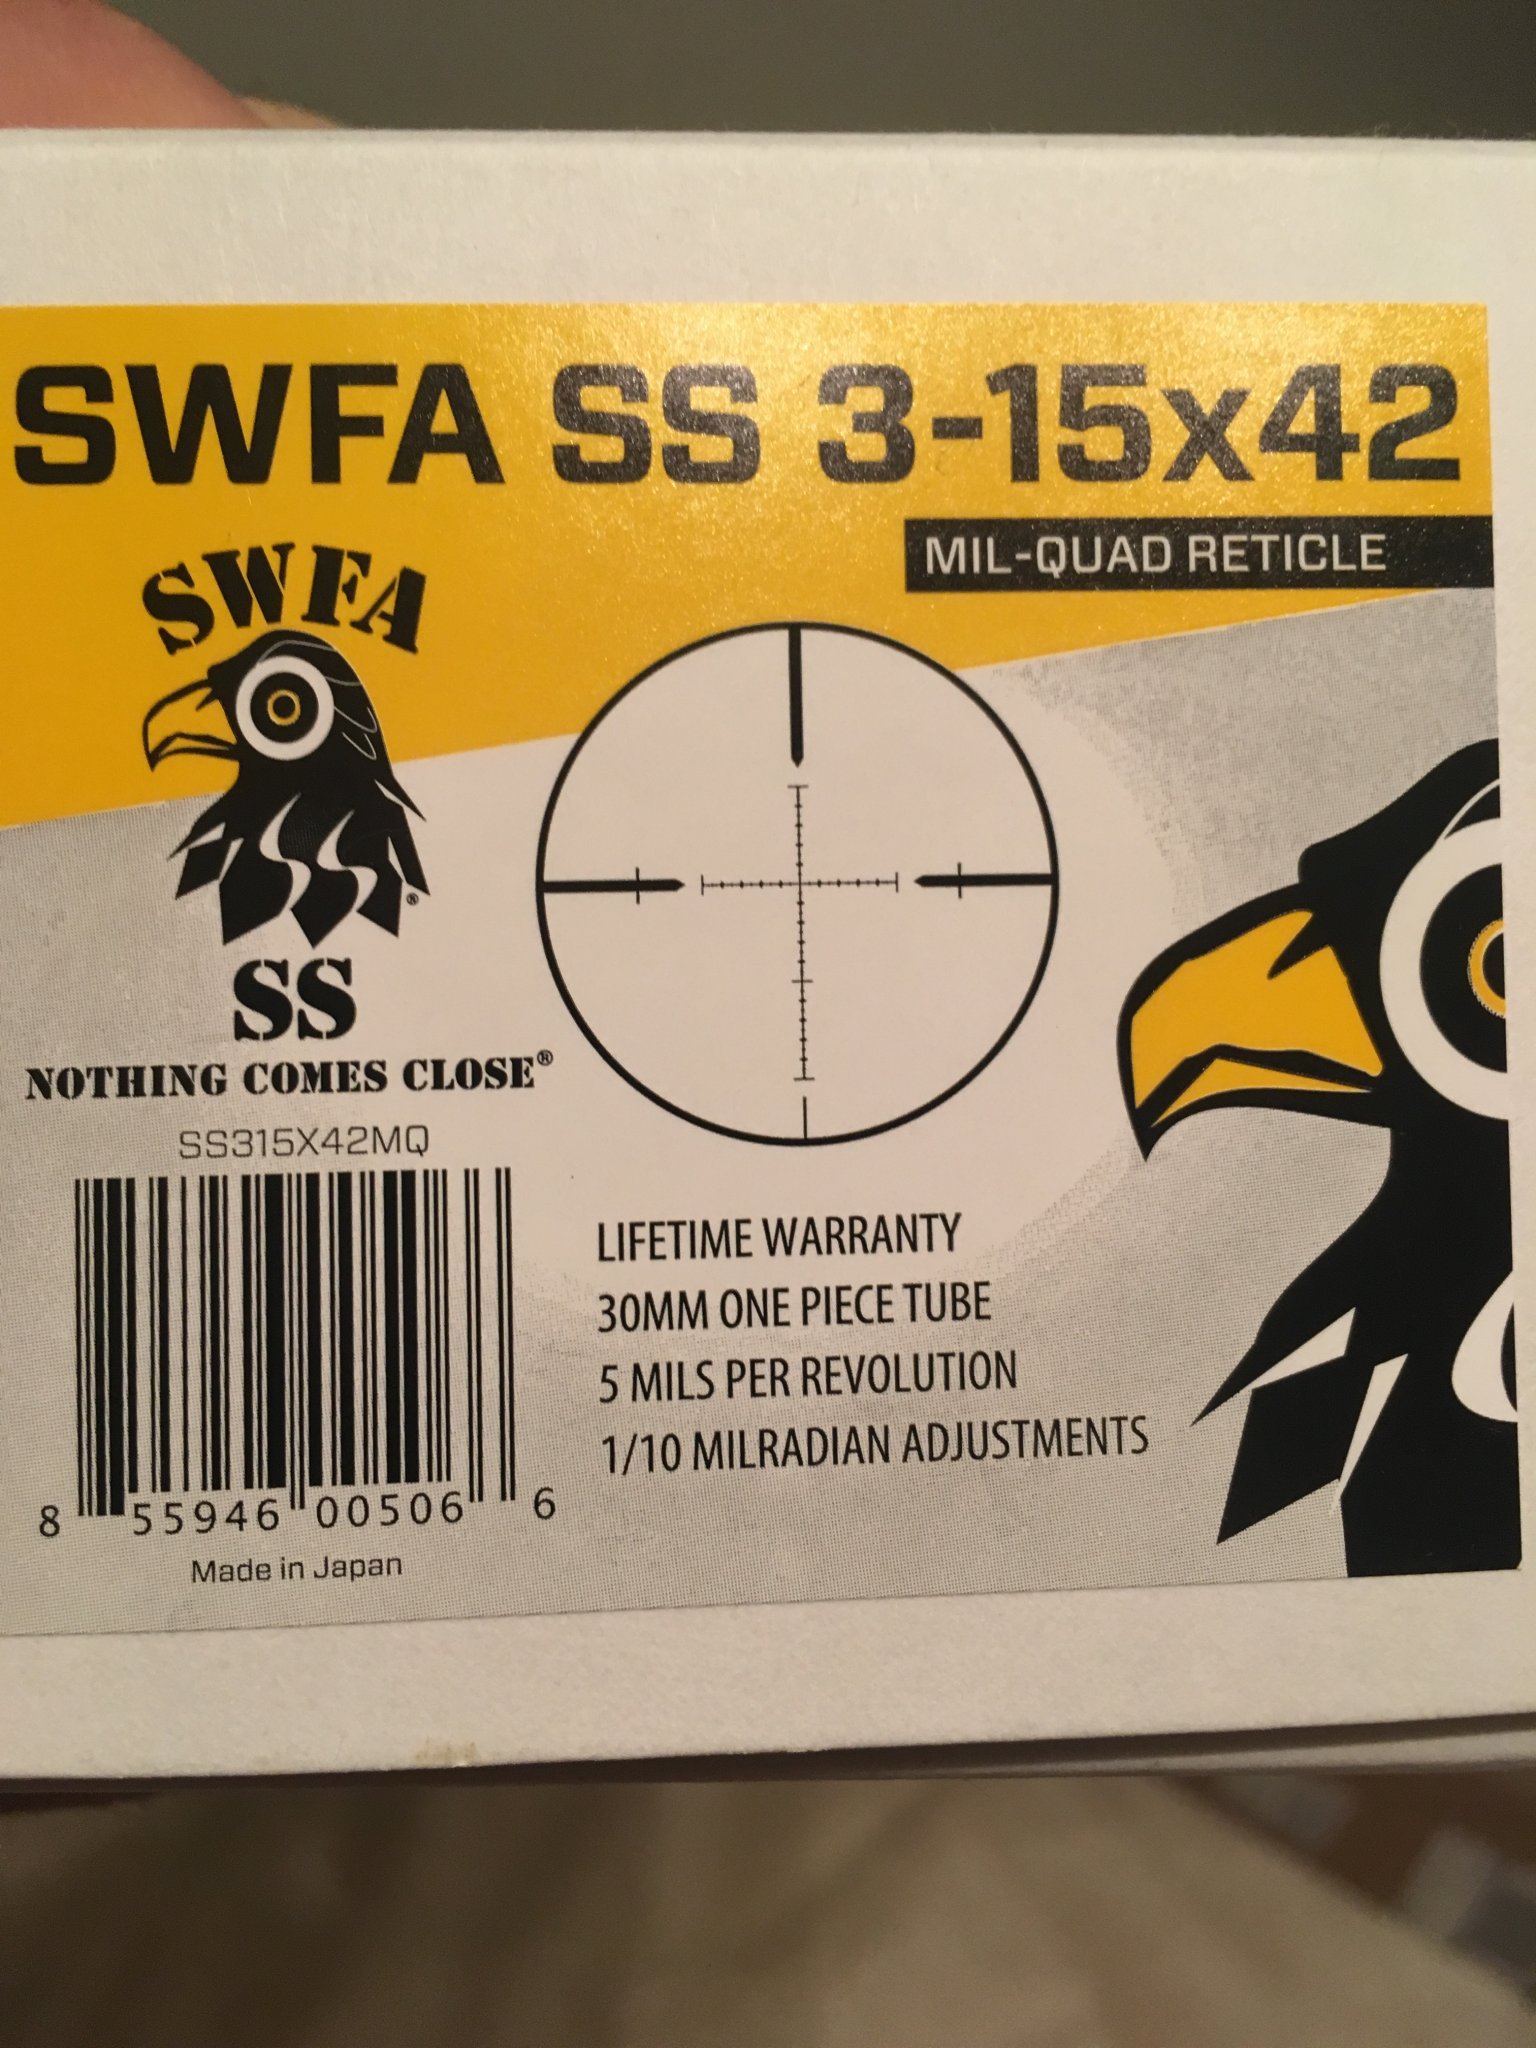 SWFA SS 3-15x42
MIL-QUAD RETICLE
SWFA
SS
®
SS
NOTHING COMES CLOSE®
SS315X42MQ
8 55946 00506 6
Made in Japan
LIFETIME WARRANTY
30MM ONE PIECE TUBE
5 MILS PER REVOLUTION
1/10 MILRADIAN ADJUSTMENTS